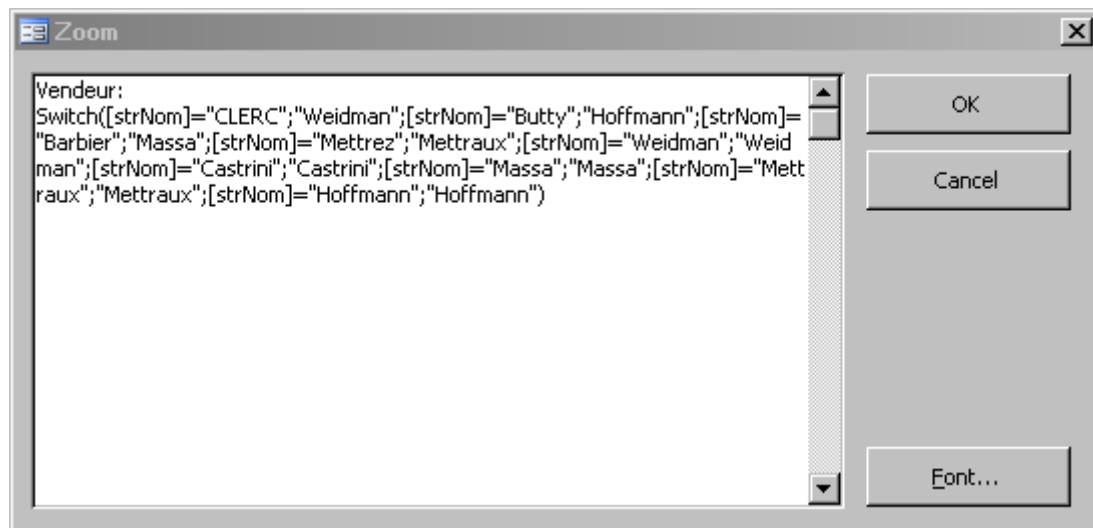 Zoom
Vendeur:
Switch([strNom]="CLERC";"Weidman";[strNom]="Butty";"Hoffmann";[strNom]=
"Barbier";"Massa";[strNom]="Mettrez";"Mettraux";[strNom]="Weidman";"Weid
man";[strNom]="Castrini";"Castrini";[strNom]="Massa";"Massa";[strNom]="Mett
raux";"Mettraux";[strNom]="Hoffmann";"Hoffmann")
OK
Cancel
Font...